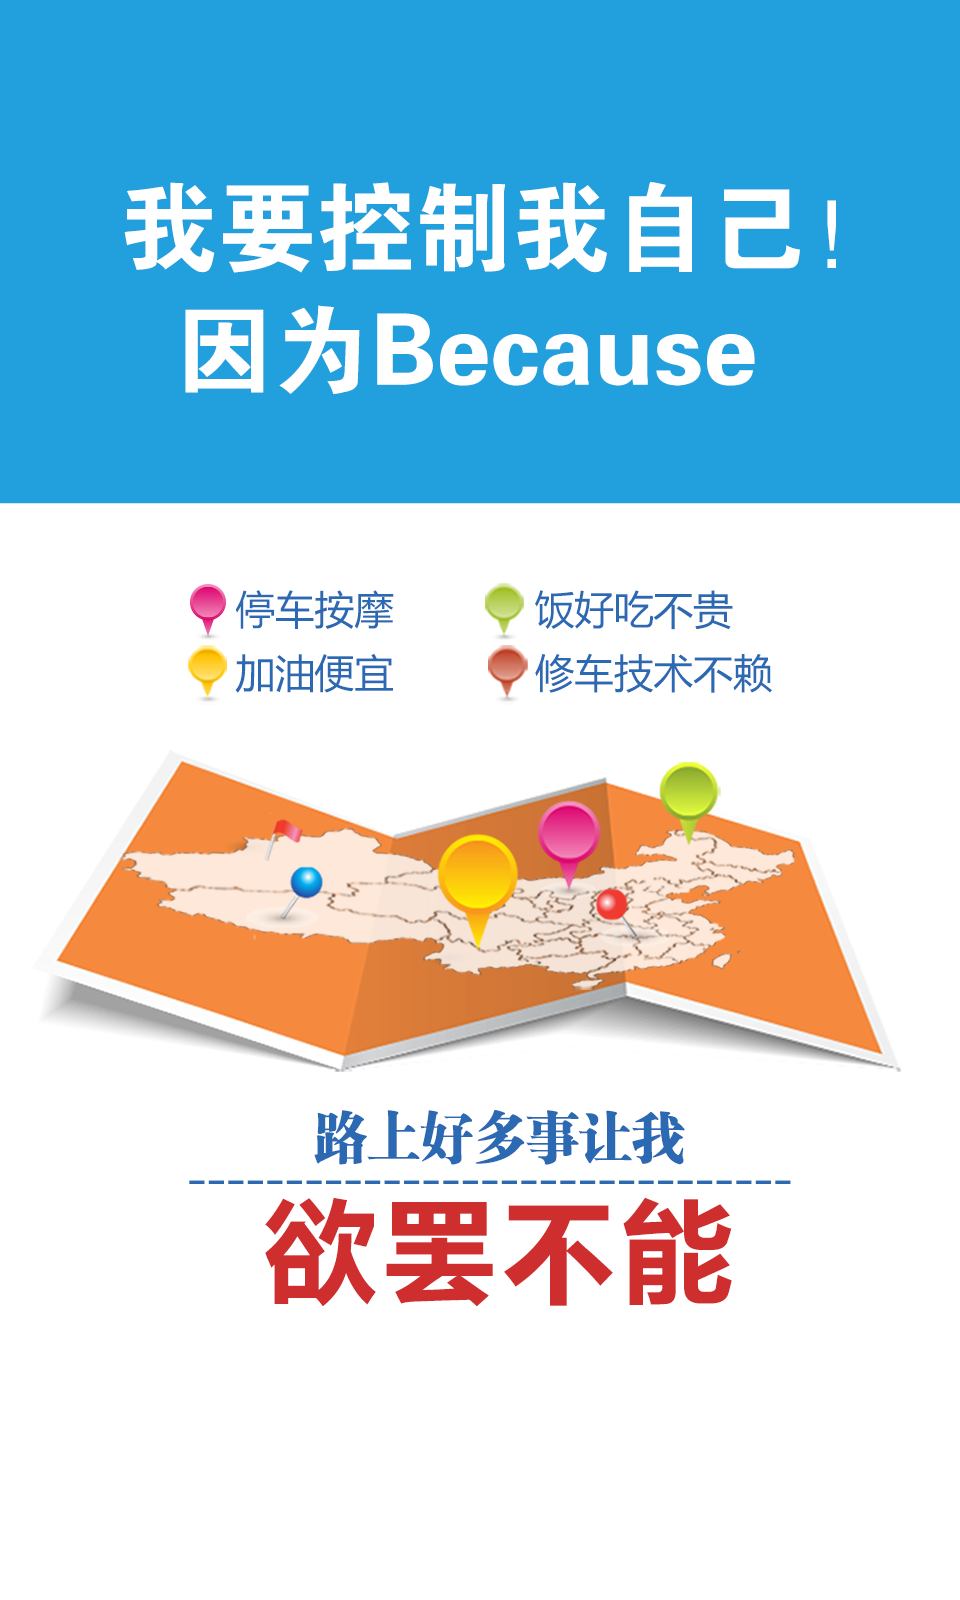 我要控制我自己!
因为Because
停车按摩
饭好吃不贵
加油便宜
修车技术不赖
路上好多事让我
欲罢不能